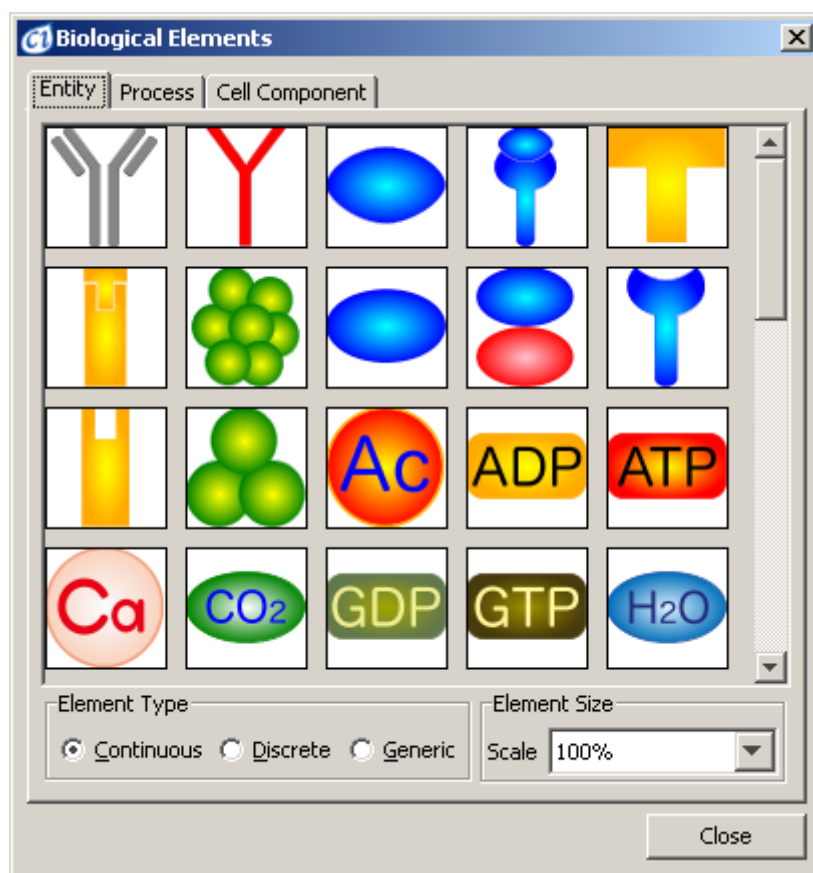 Biological Elements
Entity Process Cell Component
Ac ADP ATP
Ca CO2 GDP GTP H2O
Element Type Element Size
Continuous Discrete Generic Scale 100%
Close